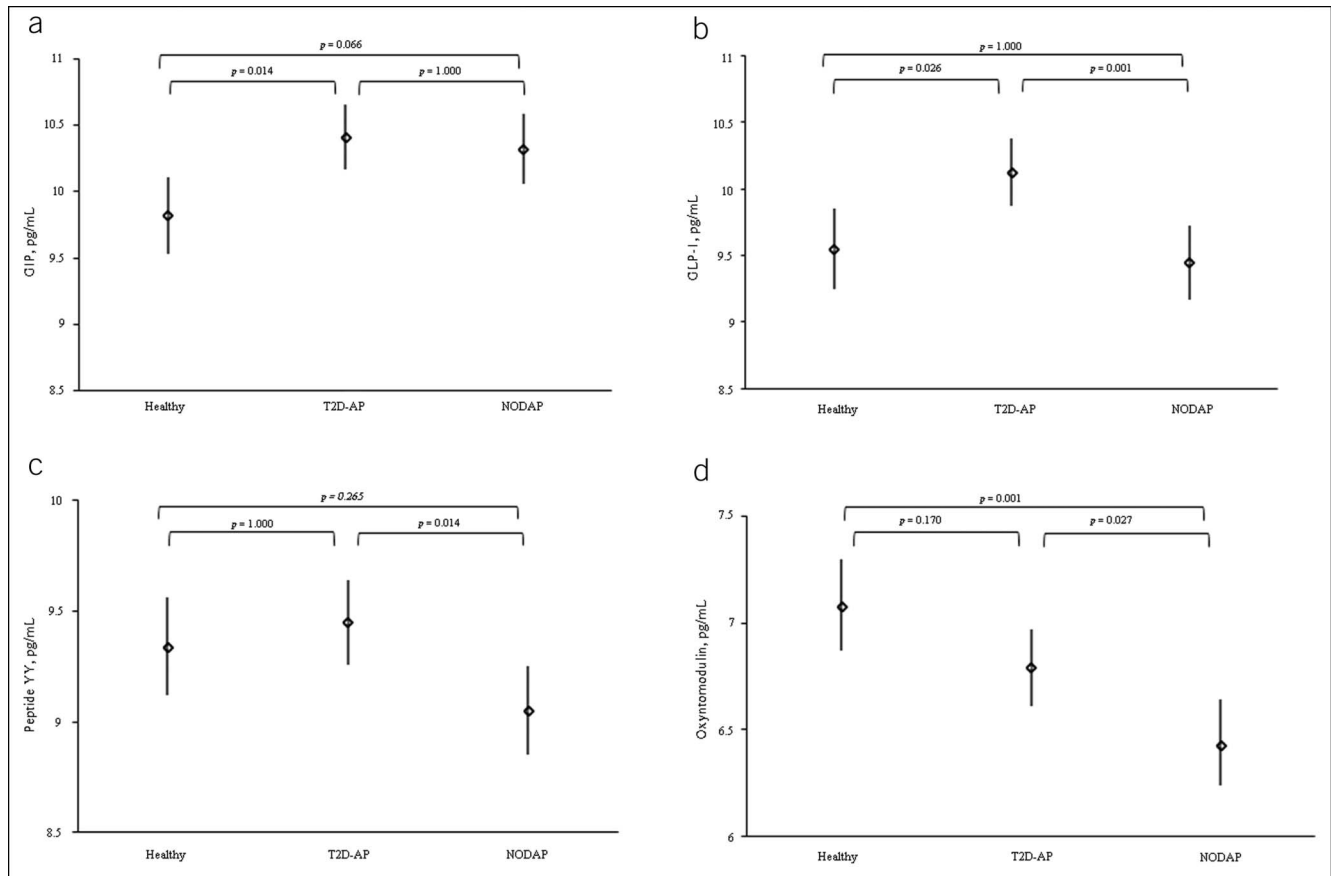 a
p = 0.066
p = 0.014
p = 1.000
11
10.5
10
9.5
9
8.5
GIP, pg/mL
Healthy
T2D-AP
NODAP
b
p = 1.000
p = 0.026
p = 0.001
11
10.5
10
9.5
9
8.5
GLP-1, pg/mL
Healthy
T2D-AP
NODAP
c
p = 0.265
p = 1.000
p = 0.014
10
9.5
9
8.5
Peptide YY, pg/mL
Healthy
T2D-AP
NODAP
d
p = 0.001
p = 0.170
p = 0.027
7.5
7
6.5
6
Oxyntomodulin, pg/mL
Healthy
T2D-AP
NODAP